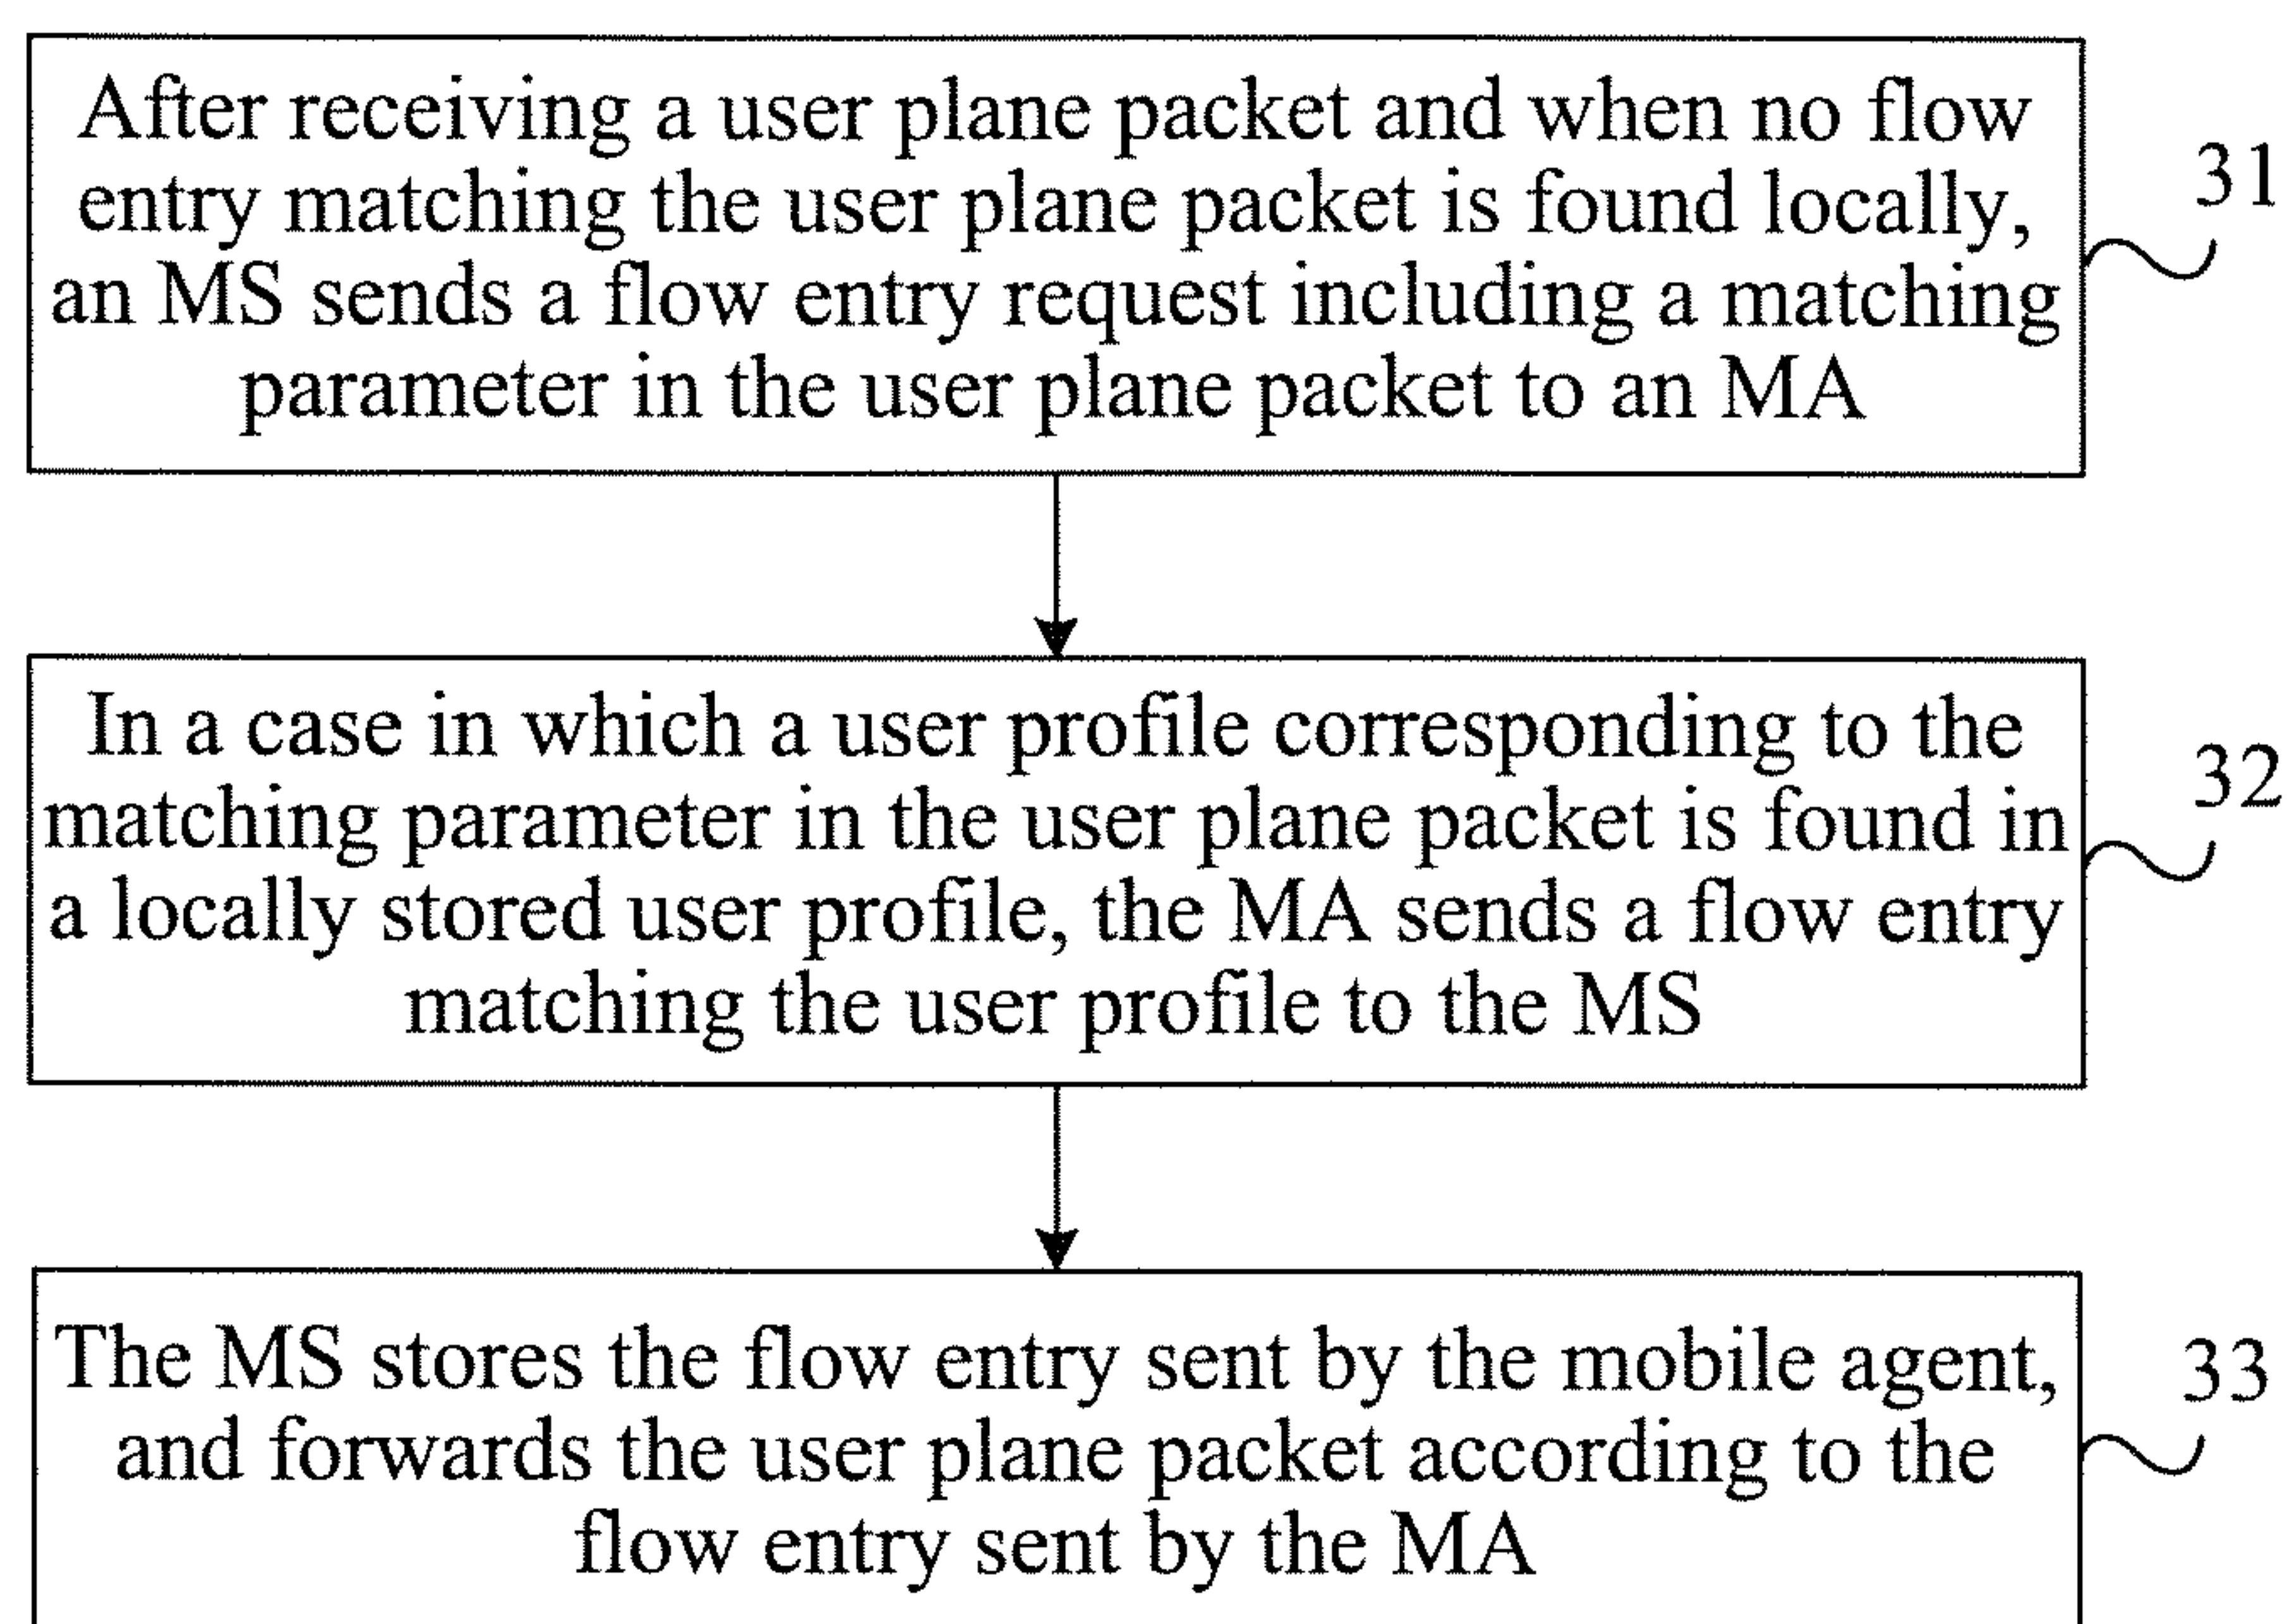 After receiving a user plane packet and when no flow
entry matching the user plane packet is found locally,
an MS sends a flow entry request including a matching
parameter in the user plane packet to an MA
31
In a case in which a user profile corresponding to the
matching parameter in the user plane packet is found in
a locally stored user profile, the MA sends a flow entry
matching the user profile to the MS
32
The MS stores the flow entry sent by the mobile agent,
and forwards the user plane packet according to the
flow entry sent by the MA
33